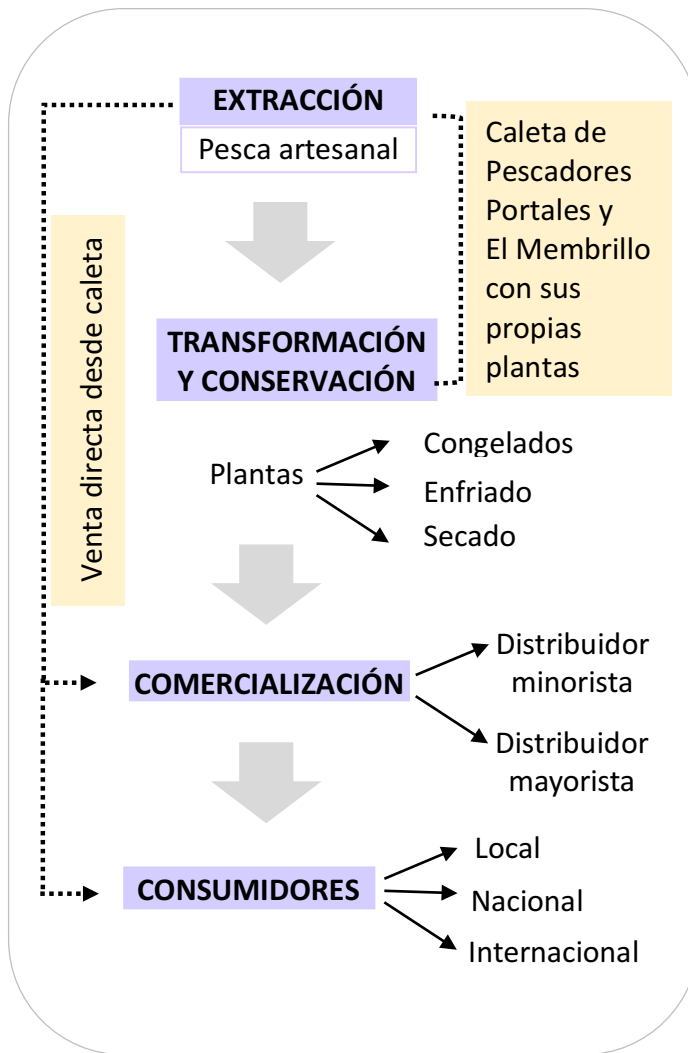 EXTRACCIÓN
Pesca artesanal
Caleta de
Pescadores
Portales y
El Membrillo
con sus
propias
plantas
Venta directa desde caleta
TRANSFORMACIÓN
Y CONSERVACIÓN
Plantas
Congelados
Enfriado
Secado
COMERCIALIZACIÓN
Distribuidor
minorista
Distribuidor
mayorista
CONSUMIDORES
Local
Nacional
Internacional